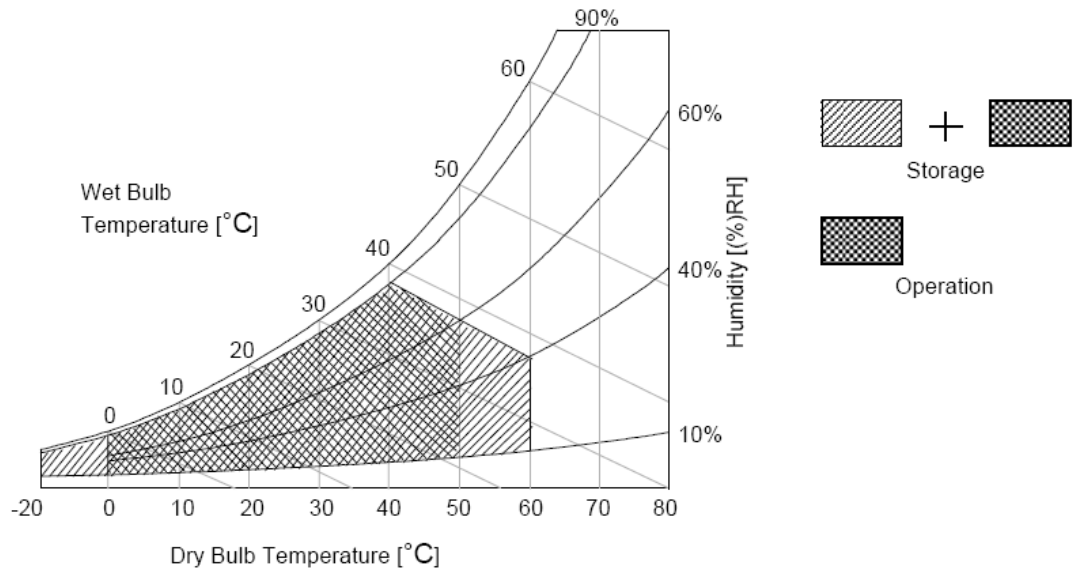 90%
60
60%
50
Storage
Wet Bulb
Temperature [°C]
40
40%
Humidity [(%)RH]
Operation
30
20
10
0
10%
-20 0 10 20 30 40 50 60 70 80
Dry Bulb Temperature [°C]